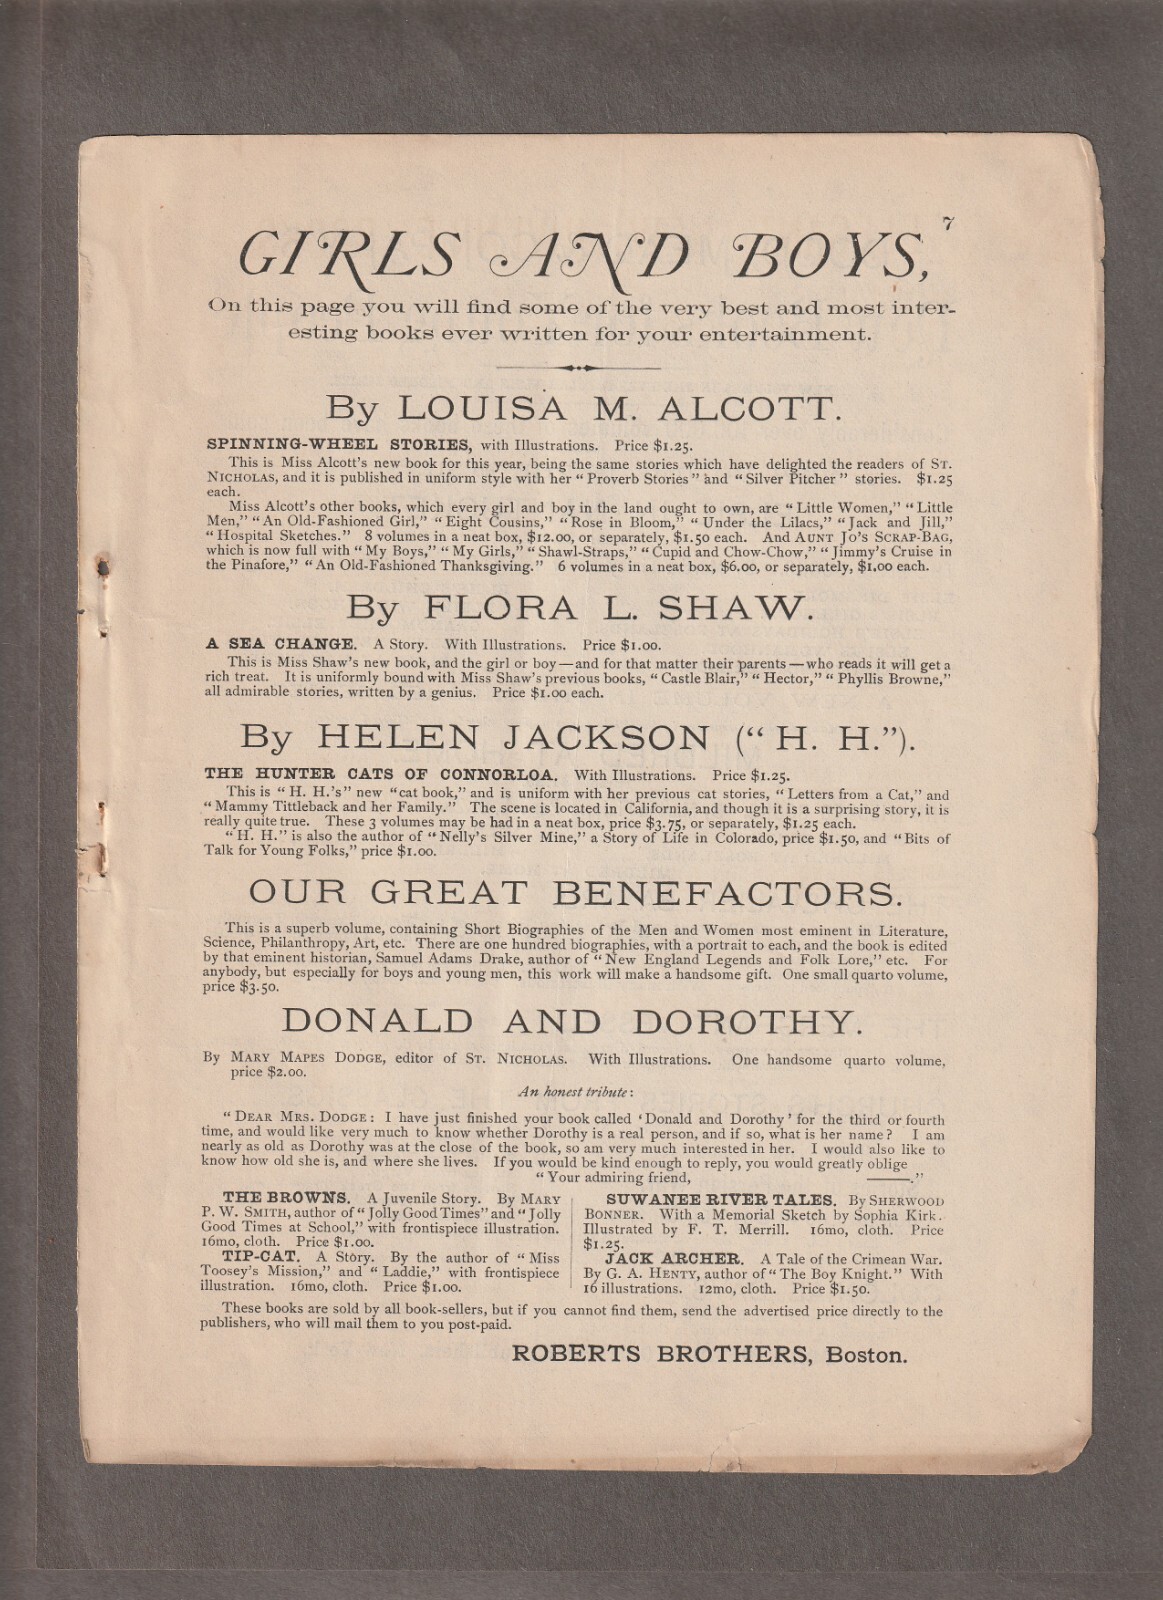 7
GIRLS AND BOYS,
On this page you will find some of the very best and most inter-
esting books ever written for your entertainment.
By LOUISA M. ALCOTT.
SPINNING-WHEEL STORIES, with Illustrations. Price $1.25.
This is Miss Alcott's new book for this year, being the same stories which have delighted the readers of ST.
NICHOLAS, and it is published in uniform style with her "Proverb Stories" and "Silver Pitcher" stories. $1.25
each.
Miss Alcott's other books, which every girl and boy in the land ought to own, are "Little Women," "Little
Men," "An Old-Fashioned Girl," "Eight Cousins," "Rose in Bloom," "Under the Lilacs," "Jack and Jill,"
"Hospital Sketches." 8 volumes in a neat box, $12.00, or separately, $1.50 each. And AUNT JO'S SCRAP-BAG,
which is now full with "My Boys," "My Girls," "Shawl-Straps," "Cupid and Chow-Chow," "Jimmy's Cruise in
the Pinafore," "An Old-Fashioned Thanksgiving." 6 volumes in a neat box, $6.00, or separately, $1.00 each.
By FLORA L. SHAW.
A SEA CHANGE. A Story. With Illustrations. Price $1.00.
This is Miss Shaw's new book, and the girl or boy — and for that matter their parents — who reads it will get a
rich treat. It is uniformly bound with Miss Shaw's previous books, "Castle Blair," "Hector," "Phyllis Browne,"
all admirable stories, written by a genius. Price $1.00 each.
By HELEN JACKSON ("H. H.").
THE HUNTER CATS OF CONNORLOA. With Illustrations. Price $1.25.
This is "H. H.'s" new "cat book," and is uniform with her previous cat stories, "Letters from a Cat," and
"Mammy Tittleback and her Family." The scene is located in California, and though it is a surprising story, it is
really quite true. These 3 volumes may be had in a neat box, price $3.75, or separately, $1.25 each.
"H. H." is also the author of "Nelly's Silver Mine," a Story of Life in Colorado, price $1.50, and "Bits of
Talk for Young Folks," price $1.00.
OUR GREAT BENEFACTORS.
This is a superb volume, containing Short Biographies of the Men and Women most eminent in Literature,
Science, Philanthropy, Art, etc. There are one hundred biographies, with a portrait to each, and the book is edited
by that eminent historian, Samuel Adams Drake, author of "New England Legends and Folk Lore," etc. For
anybody, but especially for boys and young men, this work will make a handsome gift. One small quarto volume,
price $3.50.
DONALD AND DOROTHY.
By MARY MAPES DODGE, editor of ST. NICHOLAS. With Illustrations. One handsome quarto volume,
price $2.00.
An honest tribute:
"DEAR MRS. DODGE: I have just finished your book called 'Donald and Dorothy' for the third or fourth
time, and would like very much to know whether Dorothy is a real person, and if so, what is her name? I am
nearly as old as Dorothy was at the close of the book, so am very much interested in her. I would also like to
know how old she is, and where she lives. If you would be kind enough to reply, you would greatly oblige
"Your admiring friend, ———."
THE BROWNS. A Juvenile Story. By MARY
P. W. SMITH, author of "Jolly Good Times" and "Jolly
Good Times at School," with frontispiece illustration.
16mo, cloth. Price $1.00.
TIP-CAT. A Story. By the author of "Miss
Toosey's Mission," and "Laddie," with frontispiece
illustration. 16mo, cloth. Price $1.00.
SUWANEE RIVER TALES. By SHERWOOD
BONNER. With a Memorial Sketch by Sophia Kirk.
Illustrated by F. T. Merrill. 16mo, cloth. Price
$1.25.
JACK ARCHER. A Tale of the Crimean War.
By G. A. HENTY, author of "The Boy Knight." With
16 illustrations. 12mo, cloth. Price $1.50.
These books are sold by all book-sellers, but if you cannot find them, send the advertised price directly to the
publishers, who will mail them to you post-paid.
ROBERTS BROTHERS, Boston.